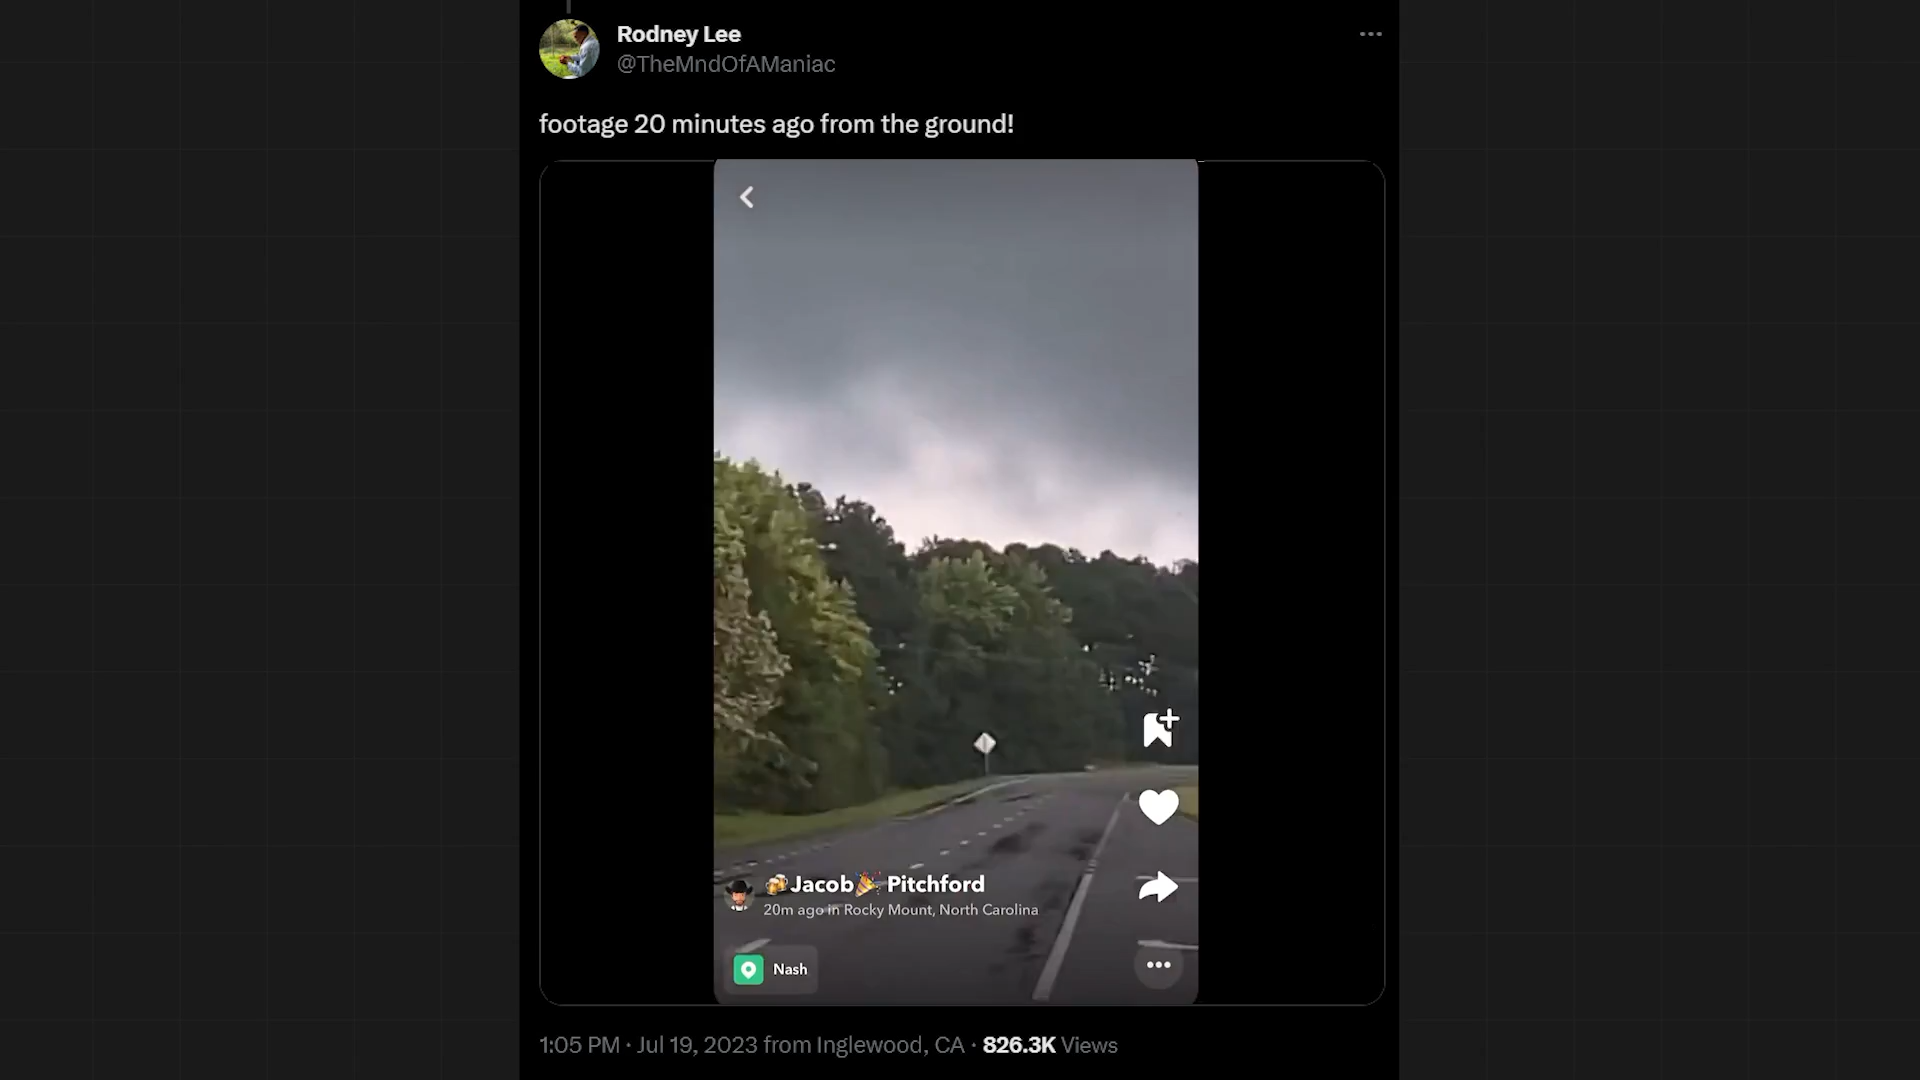 Rodney Lee
@TheMndOfAManiac
footage 20 minutes ago from the ground!
🍻Jacob🎉 Pitchford
20m ago in Rocky Mount, North Carolina
Nash
1:05 PM · Jul 19, 2023 from Inglewood, CA · 826.3K Views